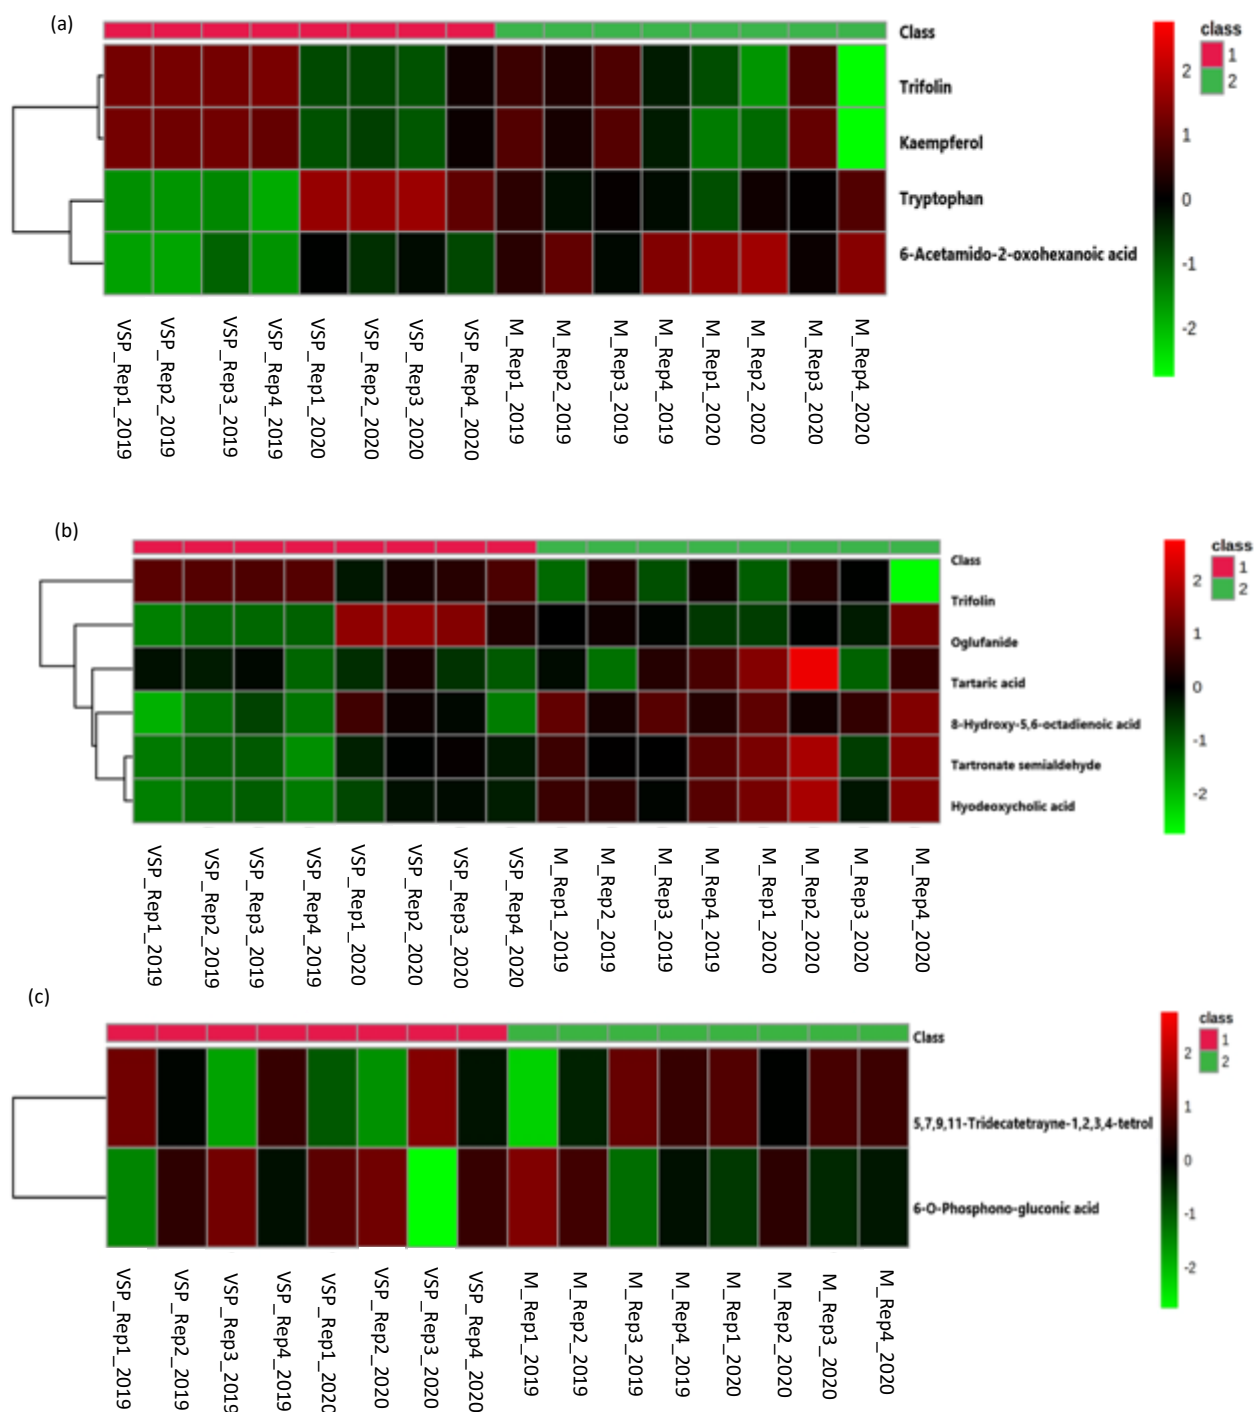 (a)
Class
Trifolin
Kaempferol
Tryptophan
6-Acetamido-2-oxohexanoic acid
2
1
0
-1
-2
class
1
2
VSP_Rep1_2019
VSP_Rep2_2019
VSP_Rep3_2019
VSP_Rep4_2019
VSP_Rep1_2020
VSP_Rep2_2020
VSP_Rep3_2020
VSP_Rep4_2020
M_Rep1_2019
M_Rep2_2019
M_Rep3_2019
M_Rep4_2019
M_Rep1_2020
M_Rep2_2020
M_Rep3_2020
M_Rep4_2020
(b)
Class
Trifolin
Oglufanide
Tartaric acid
8-Hydroxy-5,6-octadienoic acid
Tartronate semialdehyde
Hyodeoxycholic acid
2
1
0
-1
-2
class
1
2
VSP_Rep1_2019
VSP_Rep2_2019
VSP_Rep3_2019
VSP_Rep4_2019
VSP_Rep1_2020
VSP_Rep2_2020
VSP_Rep3_2020
VSP_Rep4_2020
M_Rep1_2019
M_Rep2_2019
M_Rep3_2019
M_Rep4_2019
M_Rep1_2020
M_Rep2_2020
M_Rep3_2020
M_Rep4_2020
(c)
Class
5,7,9,11-Tridecatetrayne-1,2,3,4-tetrol
6-O-Phosphono-gluconic acid
2
1
0
-1
-2
class
1
2
VSP_Rep1_2019
VSP_Rep2_2019
VSP_Rep3_2019
VSP_Rep4_2019
VSP_Rep1_2020
VSP_Rep2_2020
VSP_Rep3_2020
VSP_Rep4_2020
M_Rep1_2019
M_Rep2_2019
M_Rep3_2019
M_Rep4_2019
M_Rep1_2020
M_Rep2_2020
M_Rep3_2020
M_Rep4_2020